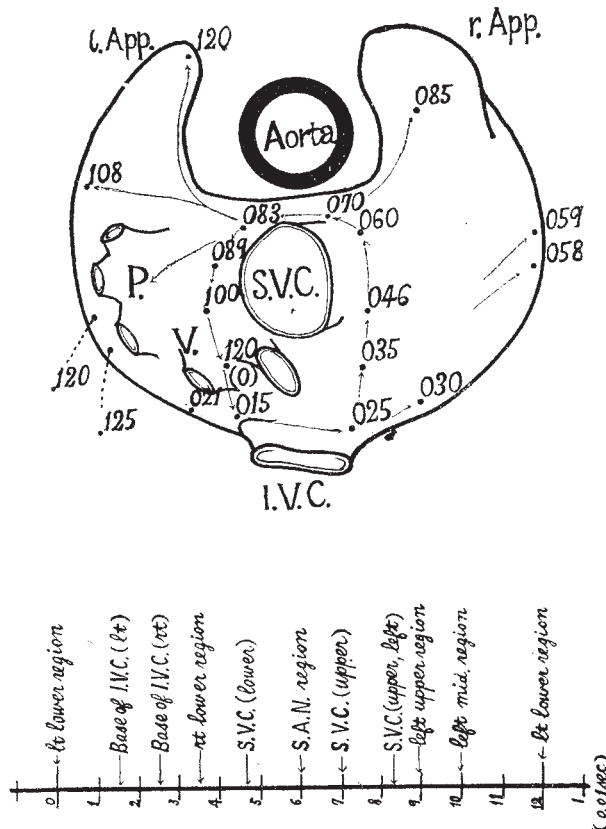 l. App.
120
r. App.
Aorta
085
108
083
070
060
059
089
058
P.
S.V.C.
100
046
V.
120
(0)
035
120
021
015
025
030
125
I.V.C.
lt lower region
Base of I.V.C. (lt)
Base of I.V.C. (rt)
rt lower region
S.V.C. (lower)
S.A.N. region
S.V.C. (upper)
S.V.C. (upper, left)
left upper region
left mid region
lt lower region
0 1 2 3 4 5 6 7 8 9 10 11 12 1